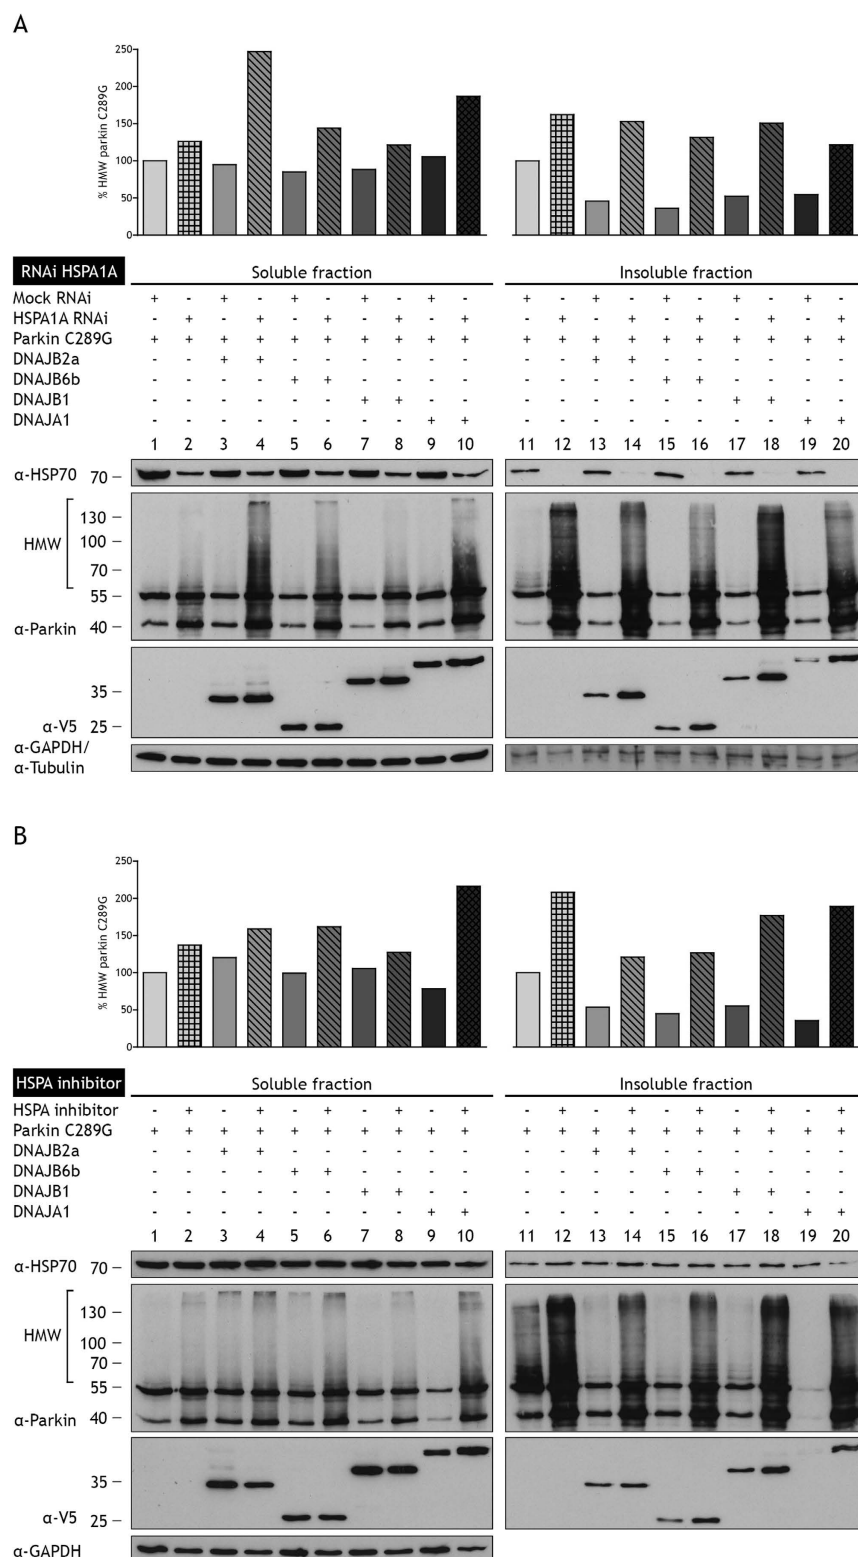 A
250
200
150
100
50
0
% HMW parkin C289G
RNAi HSPA1A
Soluble fraction
Insoluble fraction
Mock RNAi + - + - + - + - + - + - + - + - + - + -
HSPA1A RNAi - + - + - + - + - + - + - + - + - + - +
Parkin C289G + + + + + + + + + + + + + + + + + + + +
DNAJB2a - - + + - - - - - - - - + + - - - - - -
DNAJB6b - - - - + + - - - - - - - - + + - - - -
DNAJB1 - - - - - - + + - - - - - - - - + + - -
DNAJA1 - - - - - - - - + + - - - - - - - - + +
1 2 3 4 5 6 7 8 9 10 11 12 13 14 15 16 17 18 19 20
α-HSP70 70 –
HMW
130 –
100 –
70 –
55 –
α-Parkin 40 –
35 –
α-V5 25 –
α-GAPDH/
α-Tubulin
B
250
200
150
100
50
0
% HMW parkin C289G
HSPA inhibitor
Soluble fraction
Insoluble fraction
HSPA inhibitor - + - + - + - + - + - + - + - + - + - +
Parkin C289G + + + + + + + + + + + + + + + + + + + +
DNAJB2a - - + + - - - - - - - - + + - - - - - -
DNAJB6b - - - - + + - - - - - - - - + + - - - -
DNAJB1 - - - - - - + + - - - - - - - - + + - -
DNAJA1 - - - - - - - - + + - - - - - - - - + +
1 2 3 4 5 6 7 8 9 10 11 12 13 14 15 16 17 18 19 20
α-HSP70 70 –
HMW
130 –
100 –
70 –
55 –
α-Parkin 40 –
35 –
α-V5 25 –
α-GAPDH